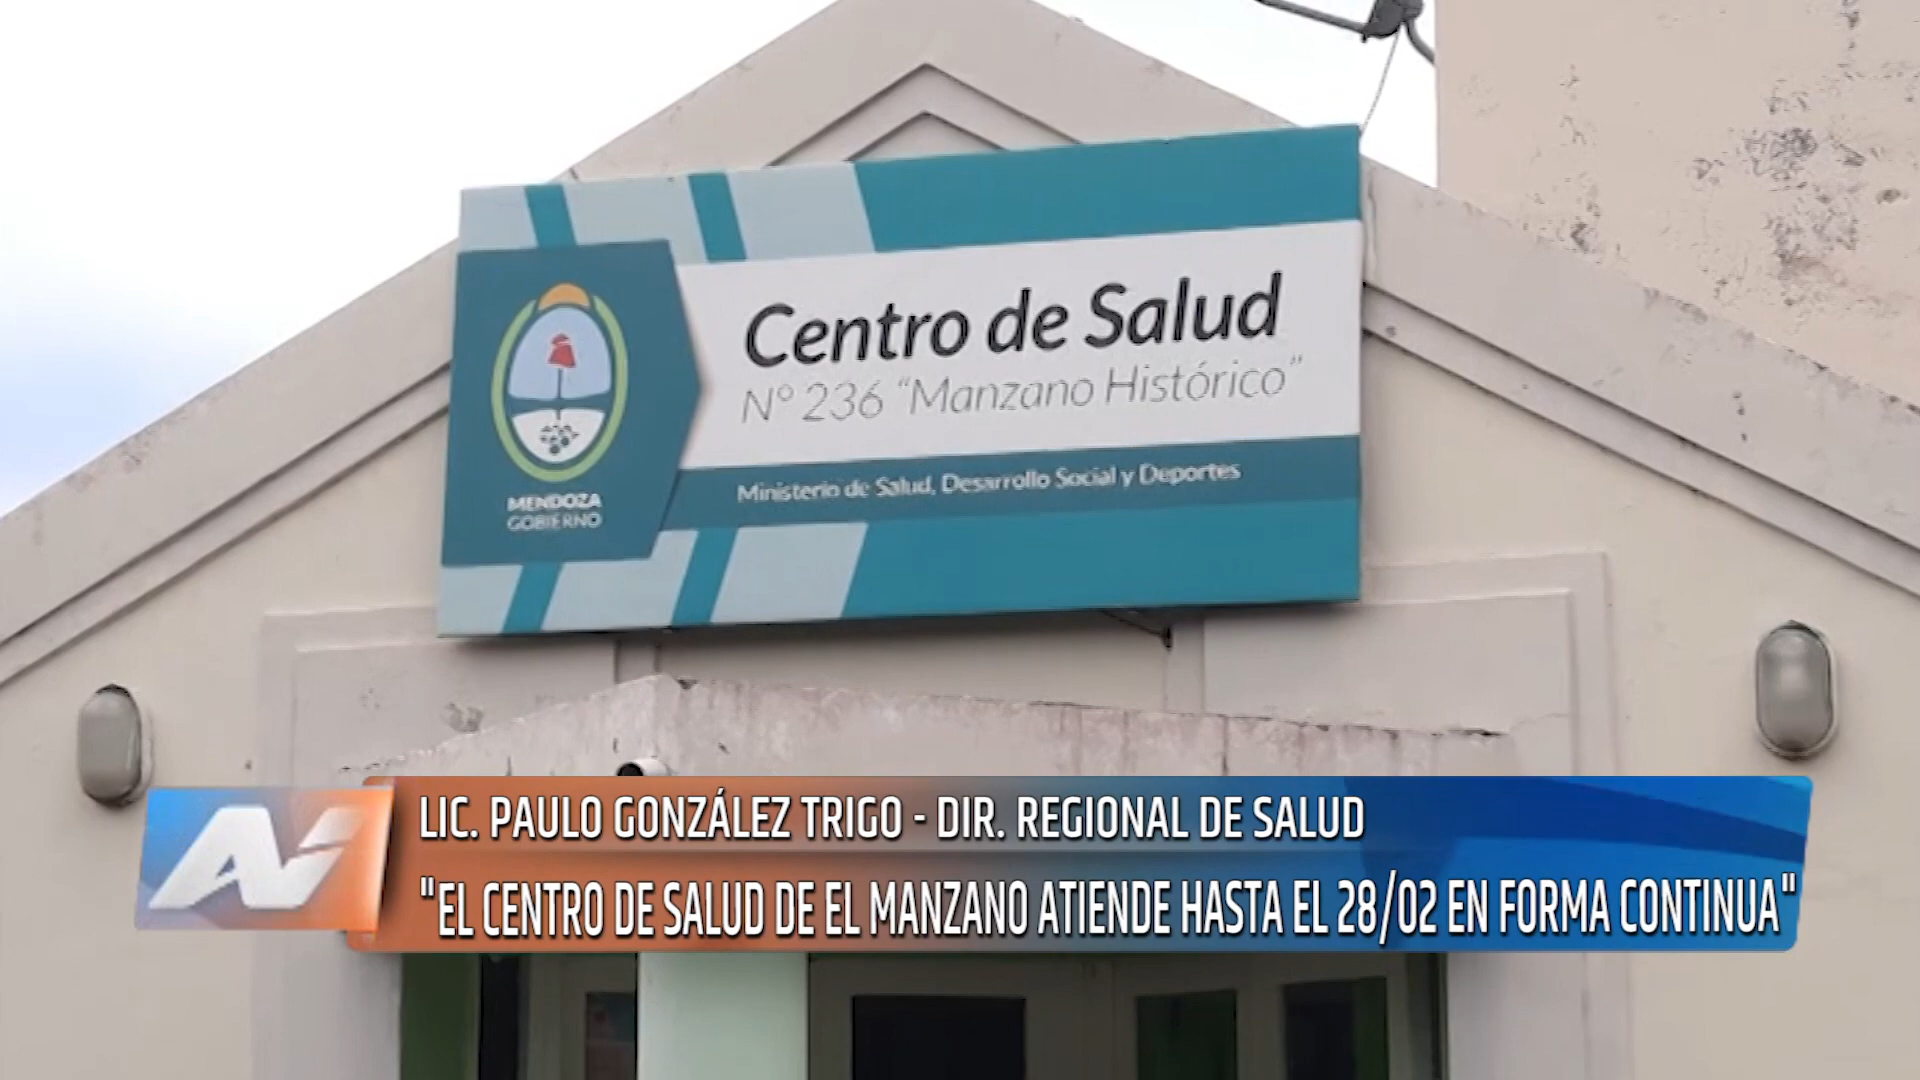 Centro de Salud
Nº 236 “Manzano Histórico”
Ministerio de Salud, Desarrollo Social y Deportes
MENDOZA
GOBIERNO
LIC. PAULO GONZÁLEZ TRIGO - DIR. REGIONAL DE SALUD
"EL CENTRO DE SALUD DE EL MANZANO ATIENDE HASTA EL 28/02 EN FORMA CONTINUA"